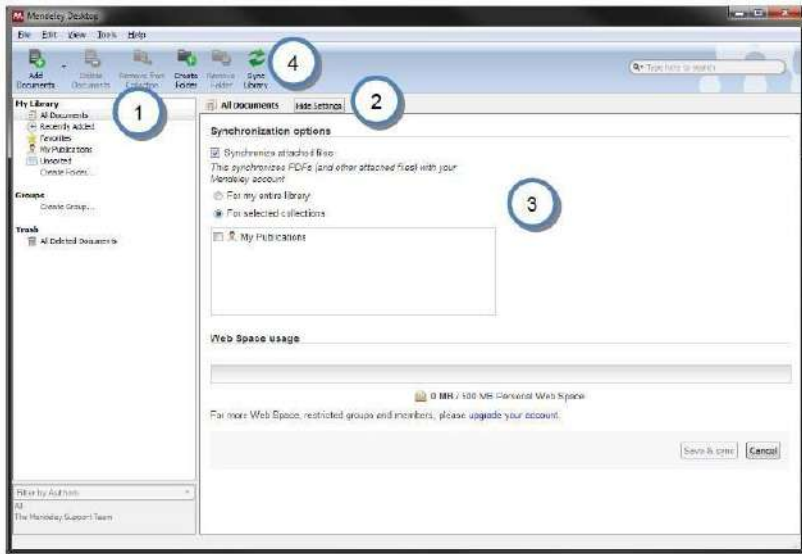 Mendeley Desktop
File Edit View Tools Help
Add Documents
Delete Documents
Remove from Collection
Create Folder
Remove Folder
Sync Library
4
Type here to search
My Library
All Documents
Recently Added
Favorites
My Publications
Unsorted
Create Folder...
1
Groups
Create Group...
Trash
All Deleted Documents
Filter by Authors
All
The Mendeley Support Team
All Documents
Hide Settings
2
Synchronization options
Synchronize attached files
This synchronizes PDFs (and other attached files) with your
Mendeley account
For my entire library
For selected collections
3
My Publications
Web Space usage
0 MB / 500 MB Personal Web Space
For more Web Space, restricted groups and members, please upgrade your account.
Save & sync
Cancel